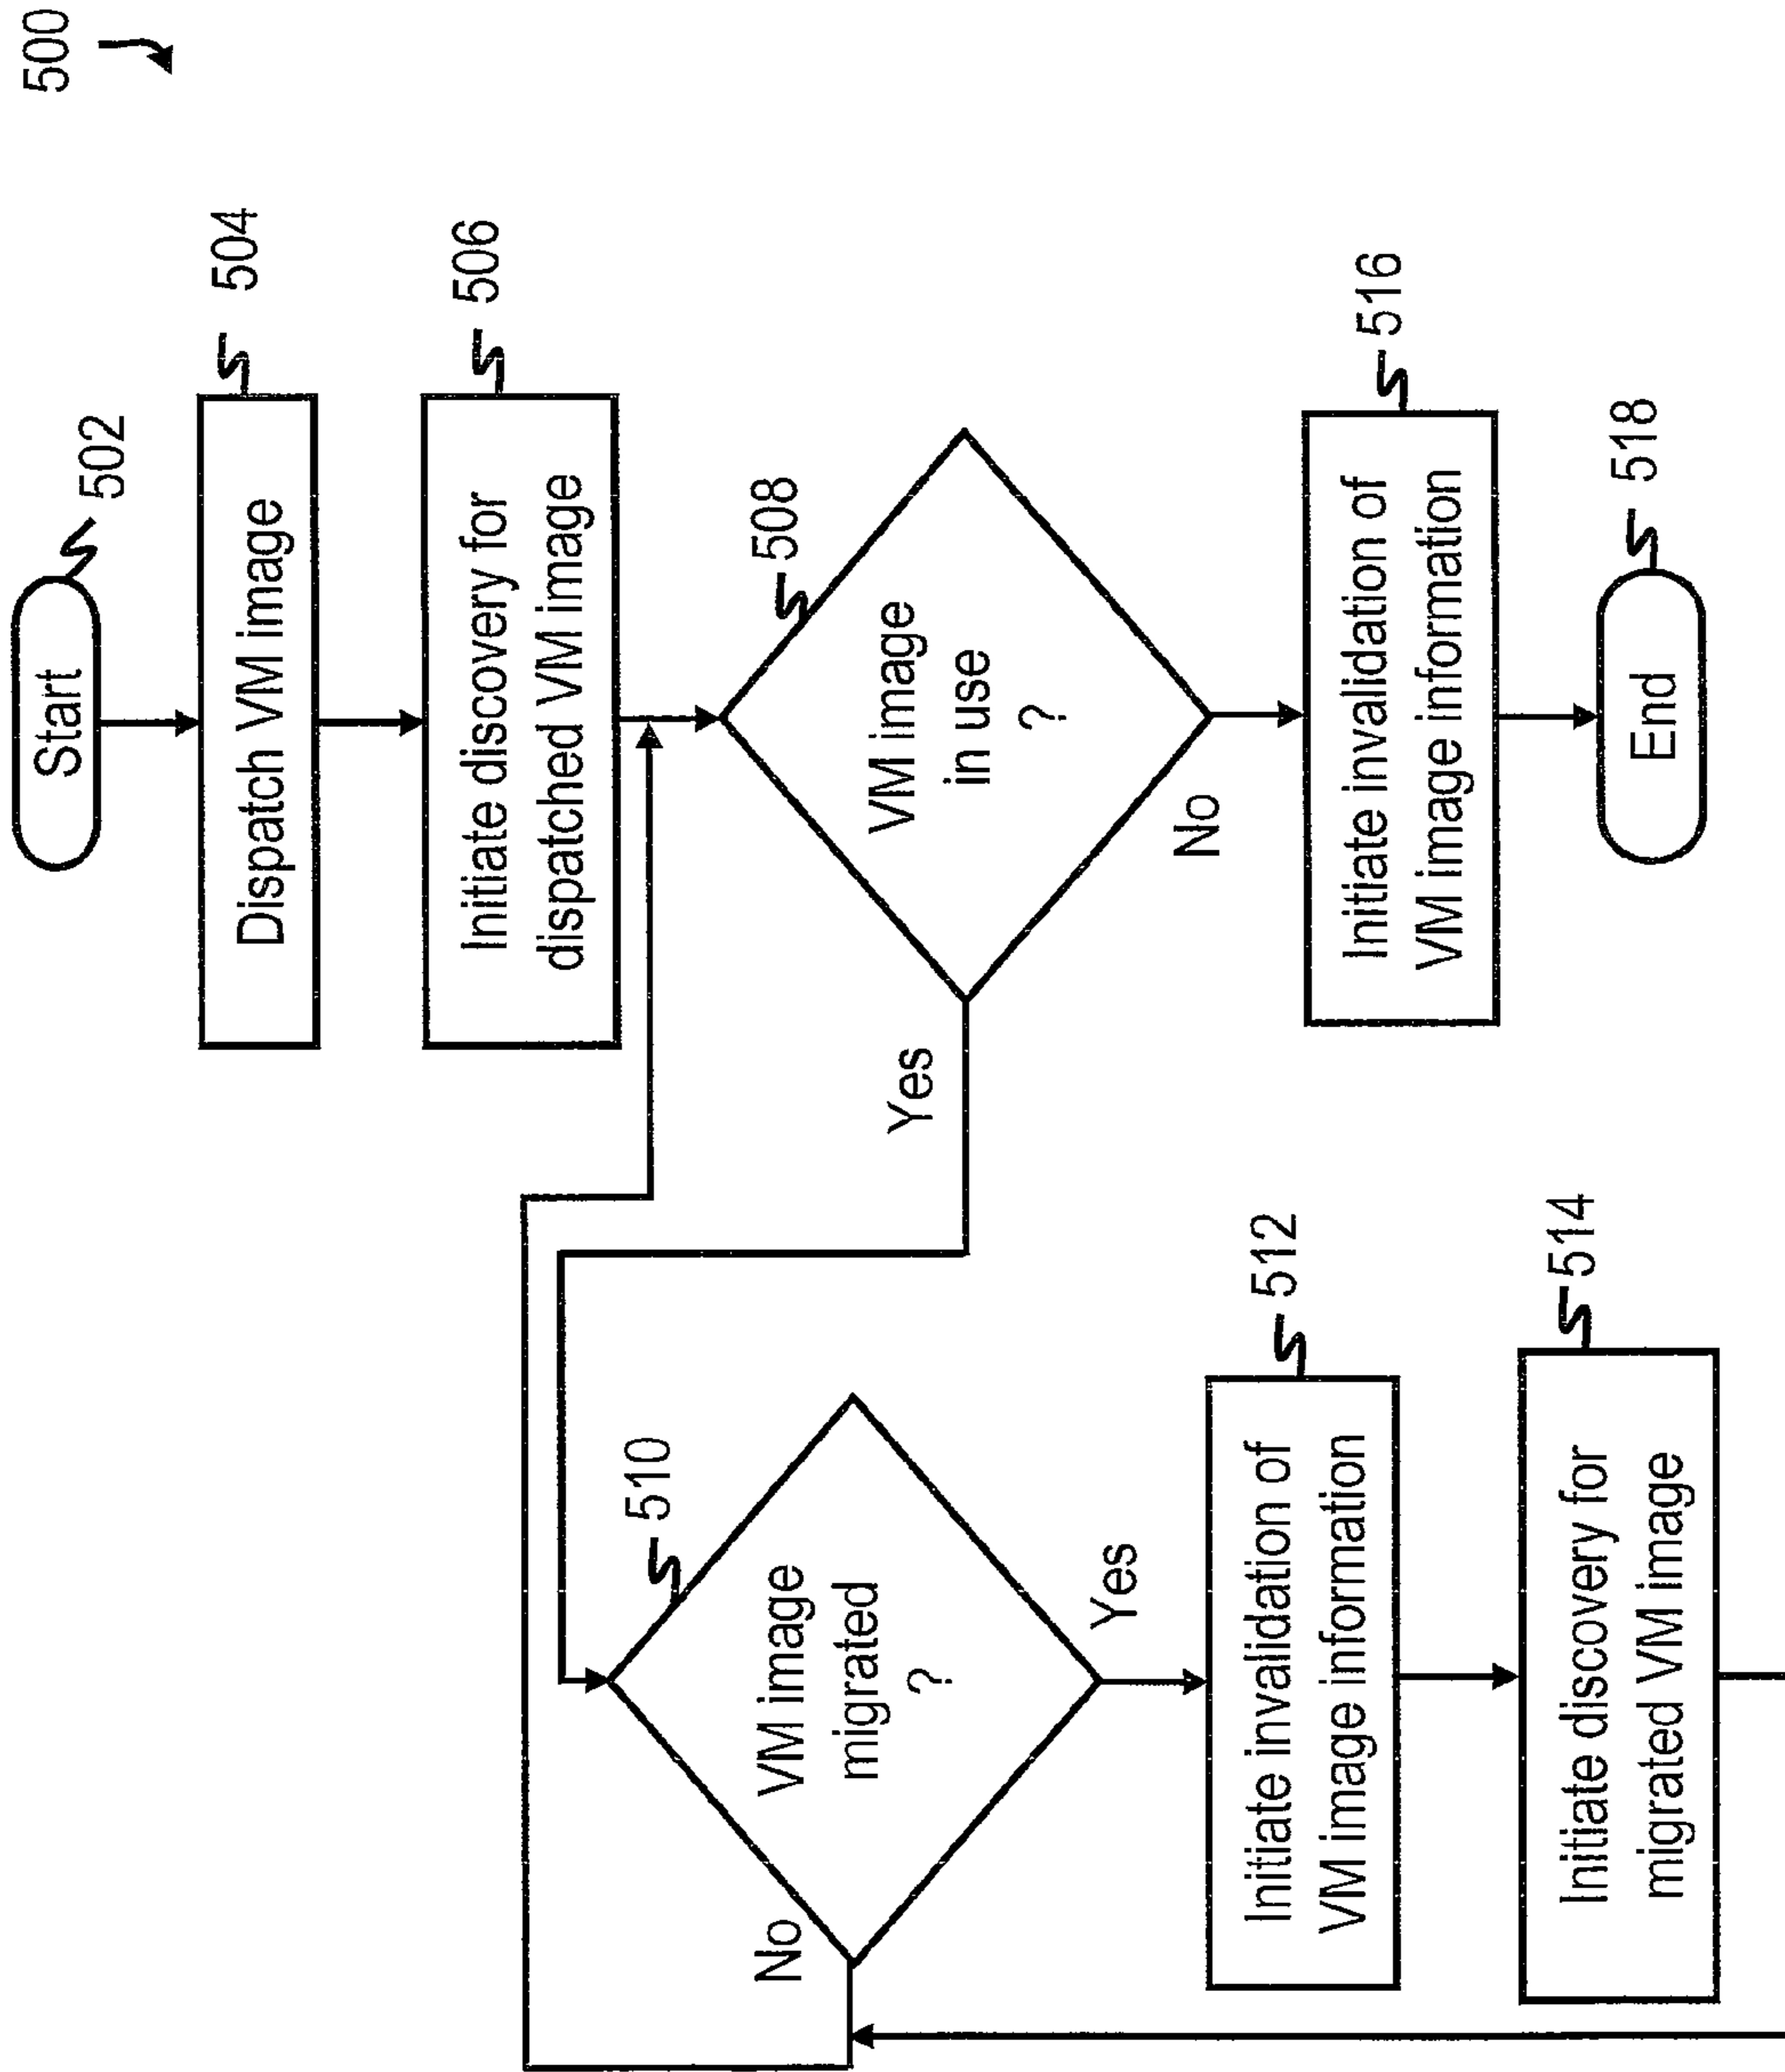 500
Start
502
Dispatch VM image
504
Initiate discovery for
dispatched VM image
506
VM image
in use
?
508
Yes
No
VM image
migrated
?
510
No
Yes
Initiate invalidation of
VM image information
512
Initiate discovery for
migrated VM image
514
Initiate invalidation of
VM image information
516
End
518